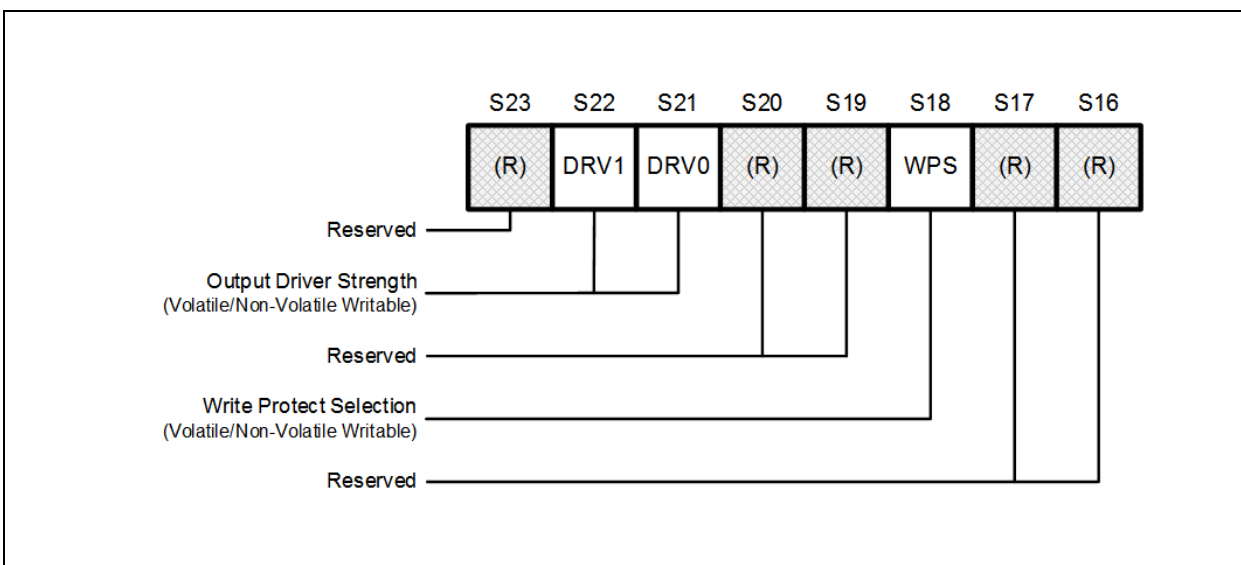 S23 S22 S21 S20 S19 S18 S17 S16
(R) DRV1 DRV0 (R) (R) WPS (R) (R)
Reserved
Output Driver Strength
(Volatile/Non-Volatile Writable)
Reserved
Write Protect Selection
(Volatile/Non-Volatile Writable)
Reserved